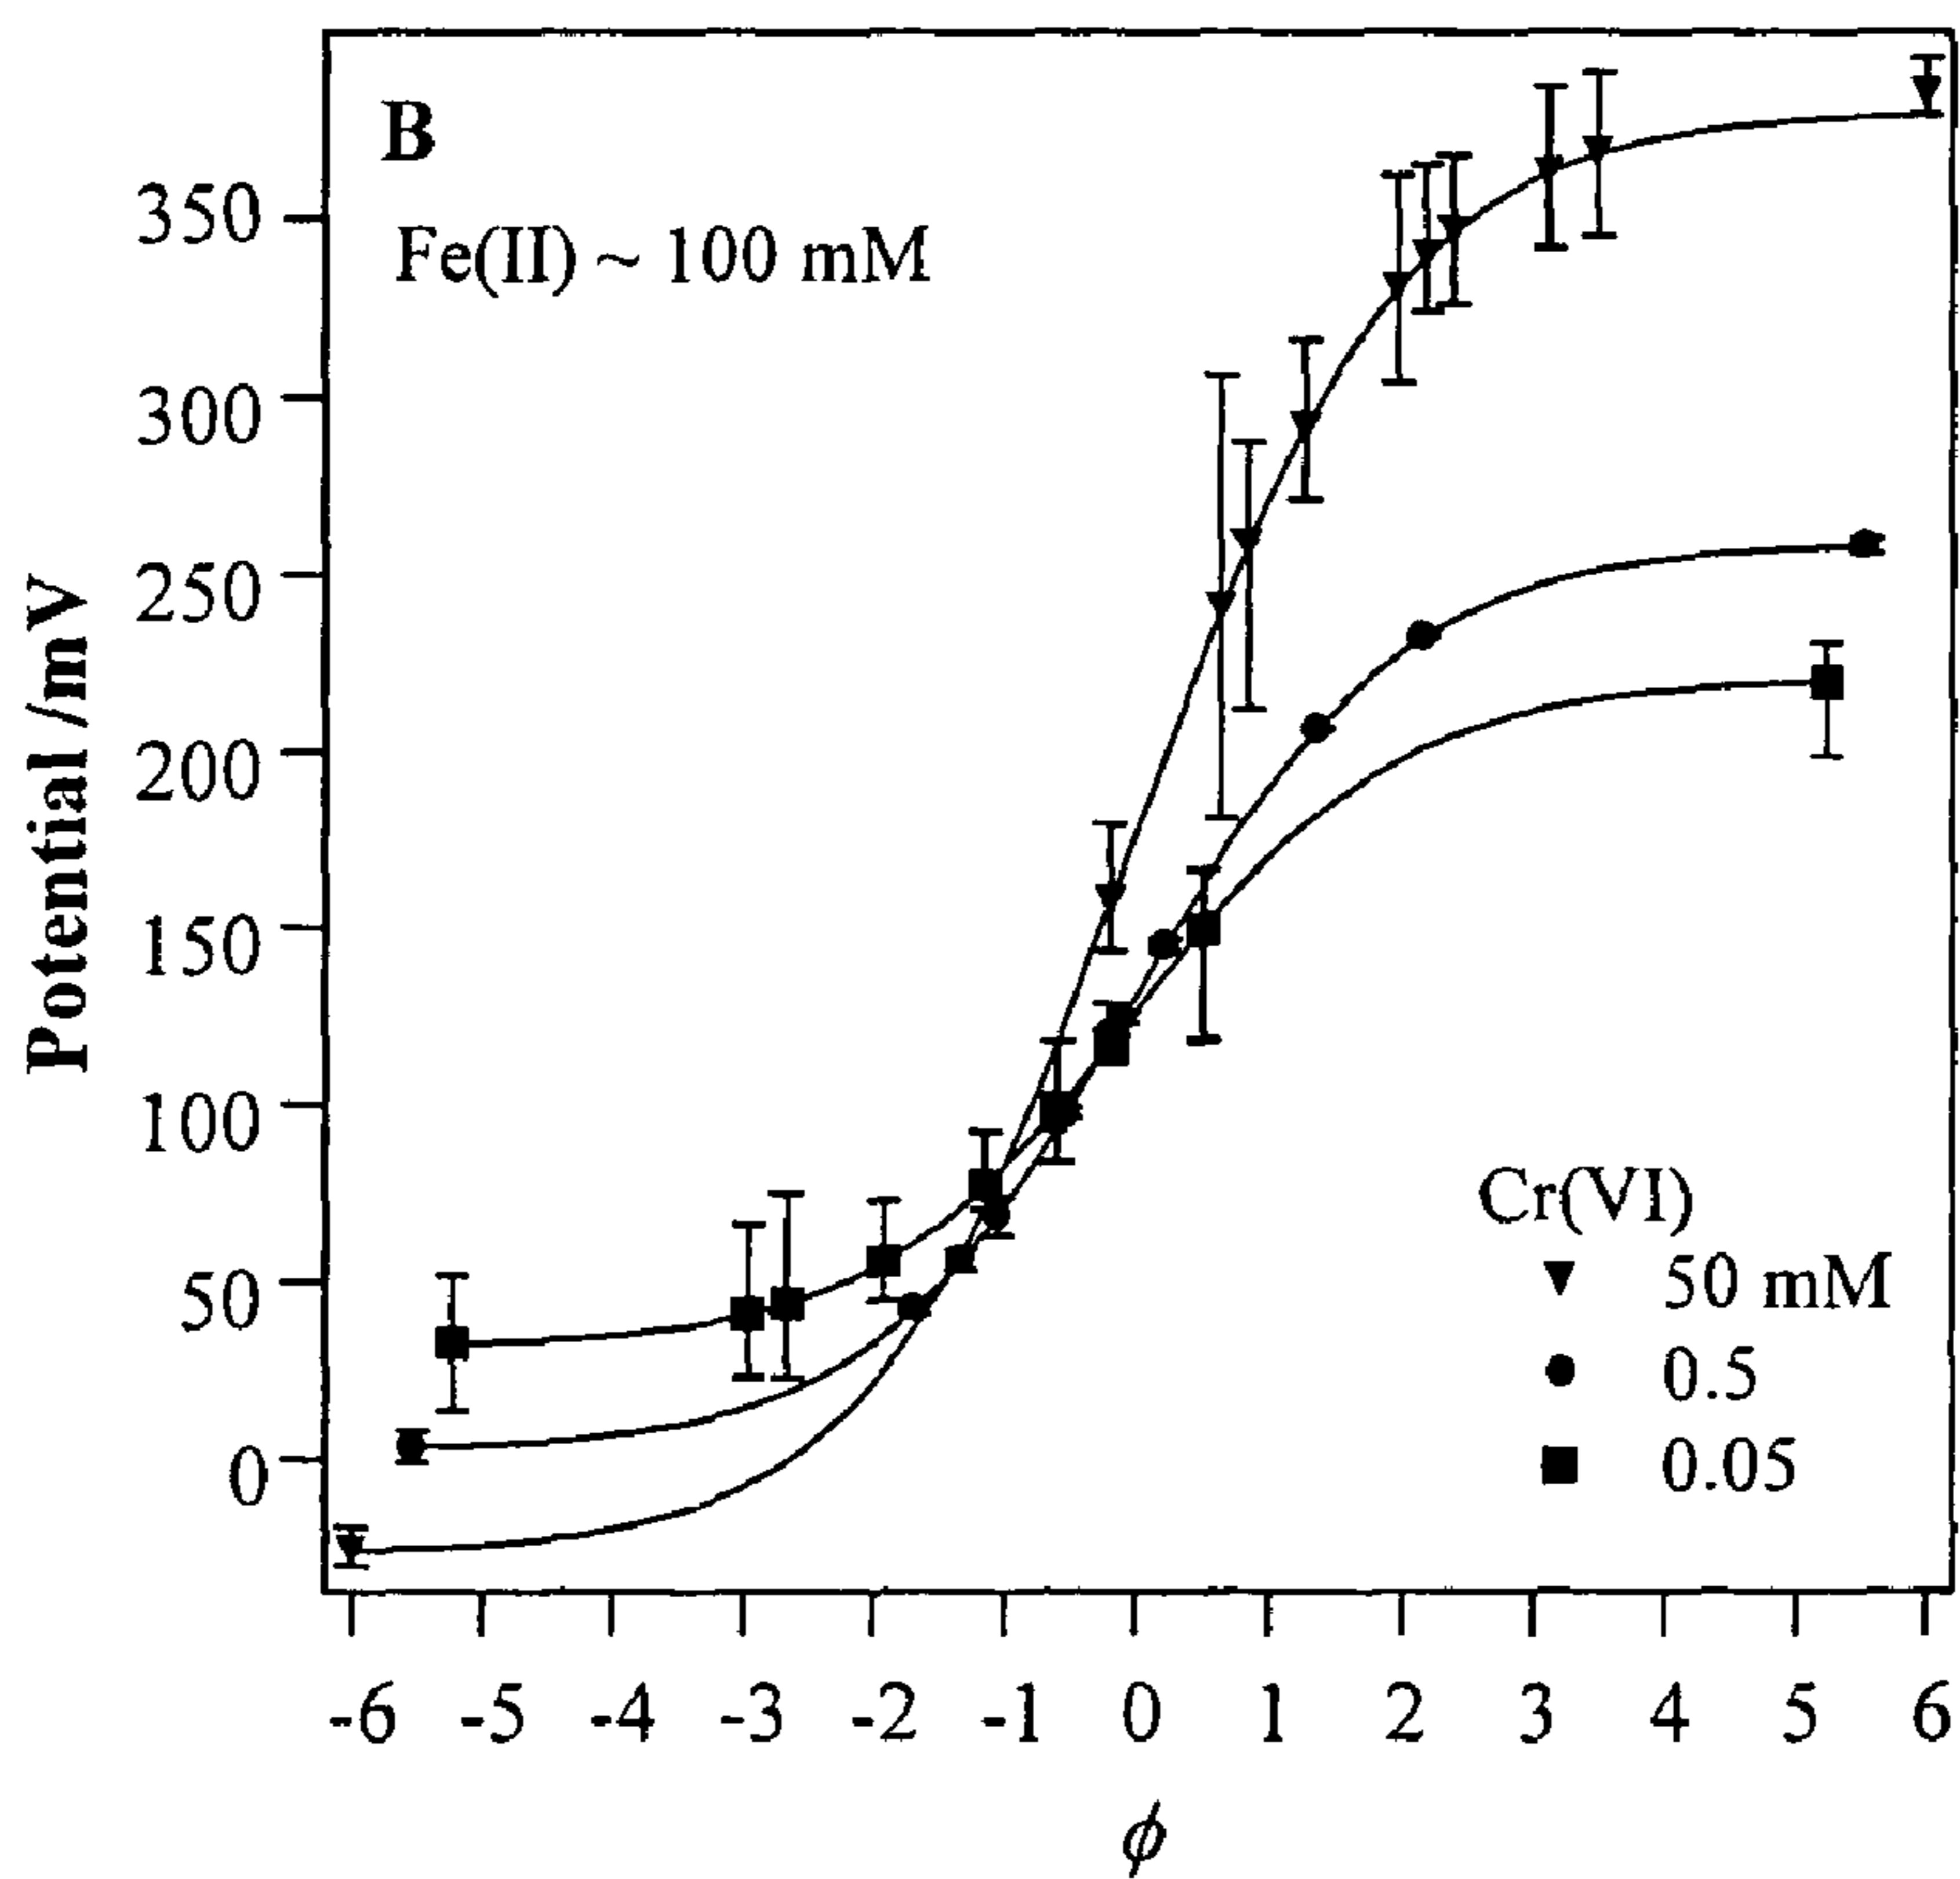 B
Fe(II) ~ 100 mM
Potential /mV
350
300
250
200
150
100
50
0
Cr(VI)
50 mM
0.5
0.05
-6 -5 -4 -3 -2 -1 0 1 2 3 4 5 6
ϕ